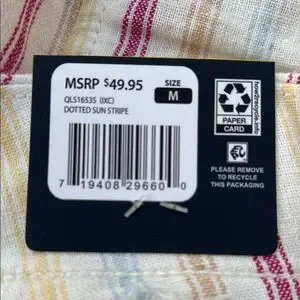 MSRP $49.95
QLS1653S (IXC)
DOTTED SUN STRIPE
SIZE
M
7 19408 29660 0
how2recycle.info
PAPER
CARD
PLEASE REMOVE
TO RECYCLE
THIS PACKAGING